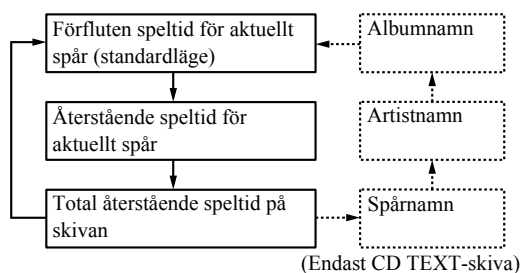 Förfluten speltid för aktuellt
spår (standardläge)
Återstående speltid för
aktuellt spår
Total återstående speltid på
skivan
Albumnamn
Artistnamn
Spårnamn
(Endast CD TEXT-skiva)